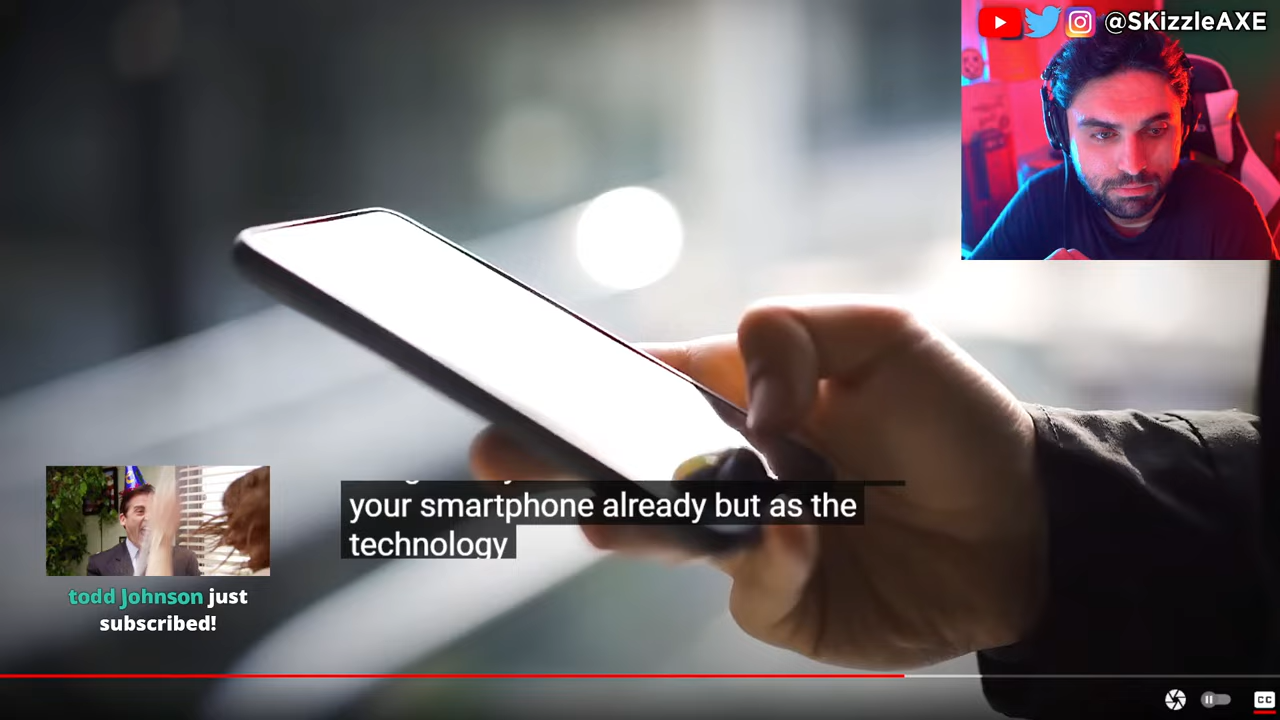 @SKizzleAXE
your smartphone already but as the
technology
todd Johnson just
subscribed!
CC